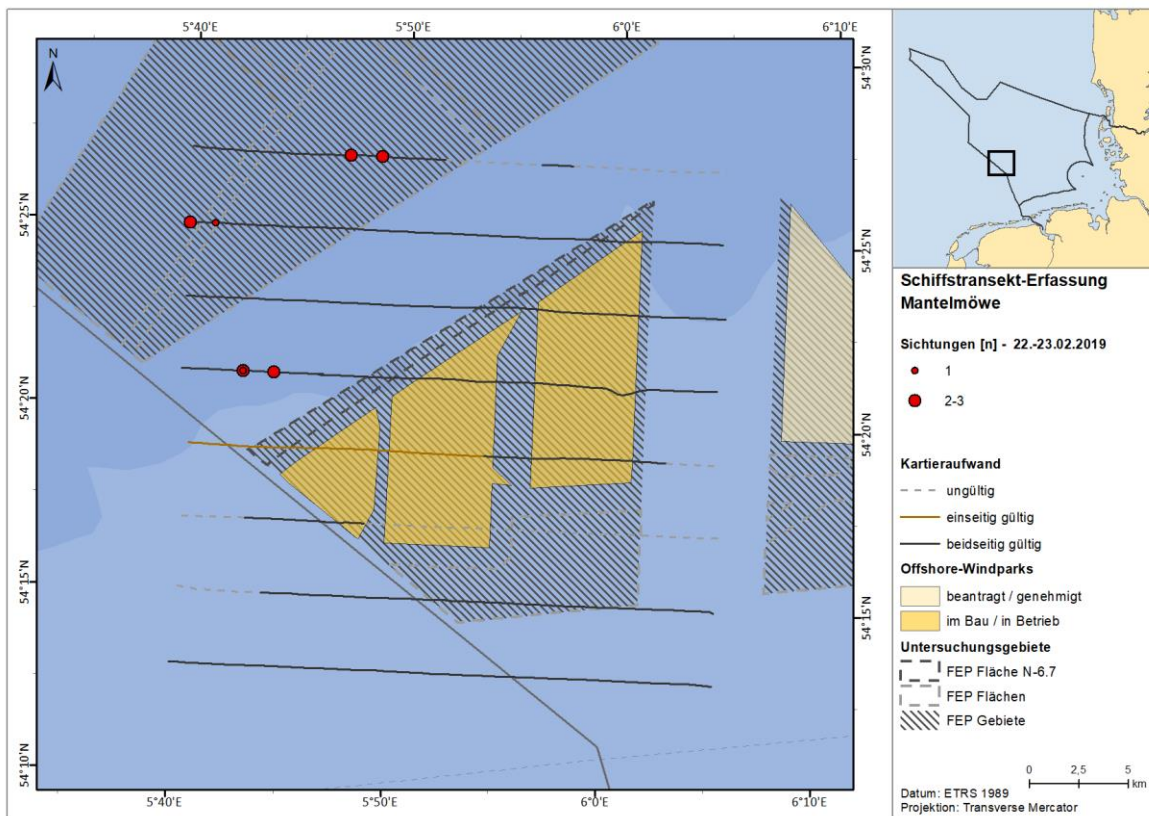 5°40'E 5°50'E 6°0'E 6°10'E
N
54°30'N
54°25'N
54°25'N
54°20'N
54°20'N
54°15'N
54°15'N
54°10'N
5°40'E 5°50'E 6°0'E 6°10'E
Schiffstransekt-Erfassung
Mantelmöwe
Sichtungen [n] - 22.-23.02.2019
1
2-3
Kartieraufwand
ungültig
einseitig gültig
beidseitig gültig
Offshore-Windparks
beantragt / genehmigt
im Bau / in Betrieb
Untersuchungsgebiete
FEP Fläche N-6.7
FEP Flächen
FEP Gebiete
0 2,5 5
km
Datum: ETRS 1989
Projektion: Transverse Mercator